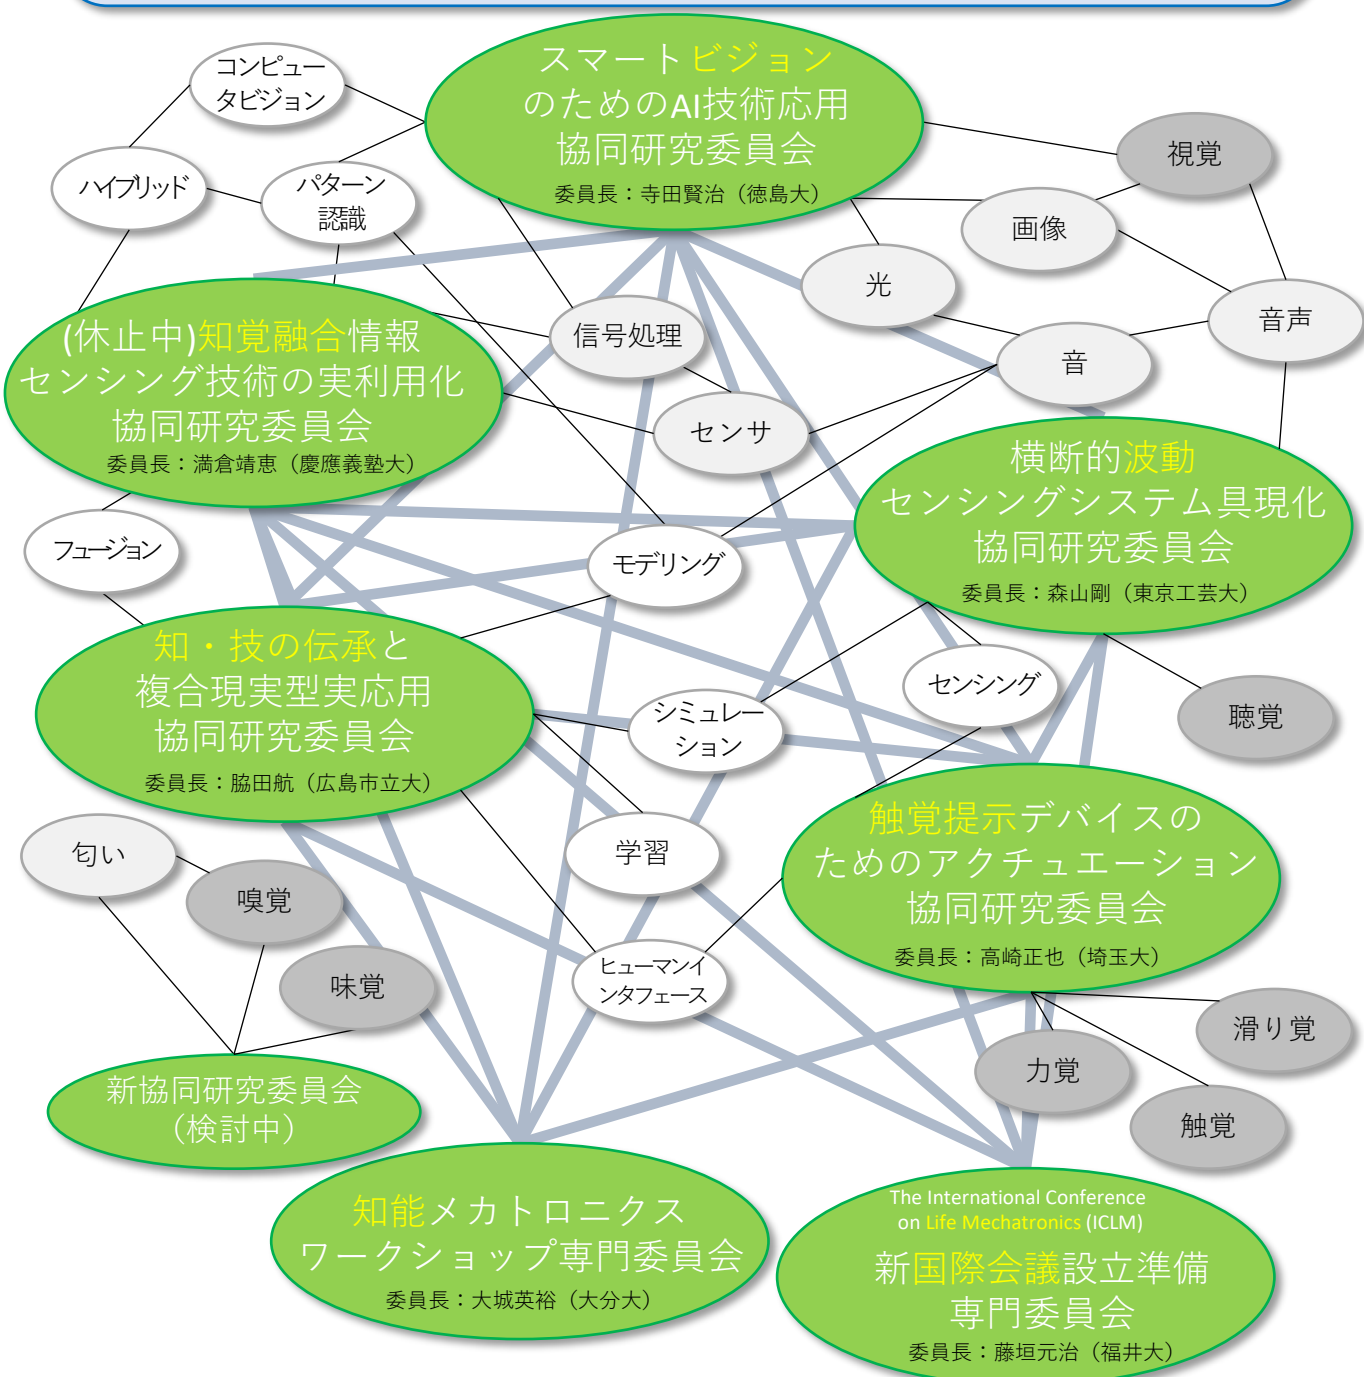 スマートビジョン
のためのAI技術応用
協同研究委員会
委員長：寺田賢治（徳島大）
コンピュー
タビジョン
ハイブリッド
パターン
認識
視覚
画像
光
音声
音
信号処理
センサ
(休止中)知覚融合情報
センシング技術の実利用化
協同研究委員会
委員長：満倉靖恵（慶應義塾大）
横断的波動
センシングシステム具現化
協同研究委員会
委員長：森山剛（東京工芸大）
フュージョン
モデリング
知・技の伝承と
複合現実型実応用
協同研究委員会
委員長：脇田航（広島市立大）
シミュレー
ション
センシング
聴覚
触覚提示デバイスの
ためのアクチュエーション
協同研究委員会
委員長：高崎正也（埼玉大）
学習
匂い
嗅覚
味覚
ヒューマンイ
ンタフェース
滑り覚
力覚
触覚
新協同研究委員会
（検討中）
知能メカトロニクス
ワークショップ専門委員会
委員長：大城英裕（大分大）
The International Conference
on Life Mechatronics (ICLM)
新国際会議設立準備
専門委員会
委員長：藤垣元治（福井大）